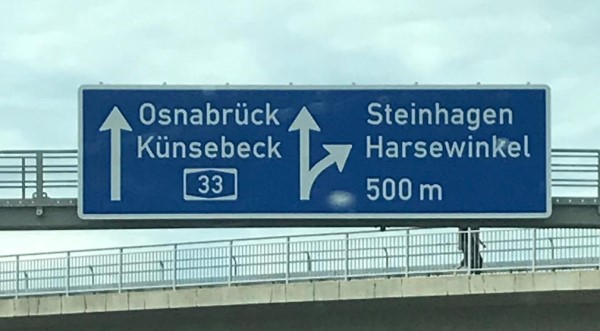 Osnabrück
Künsebeck
33
Steinhagen
Harsewinkel
500 m